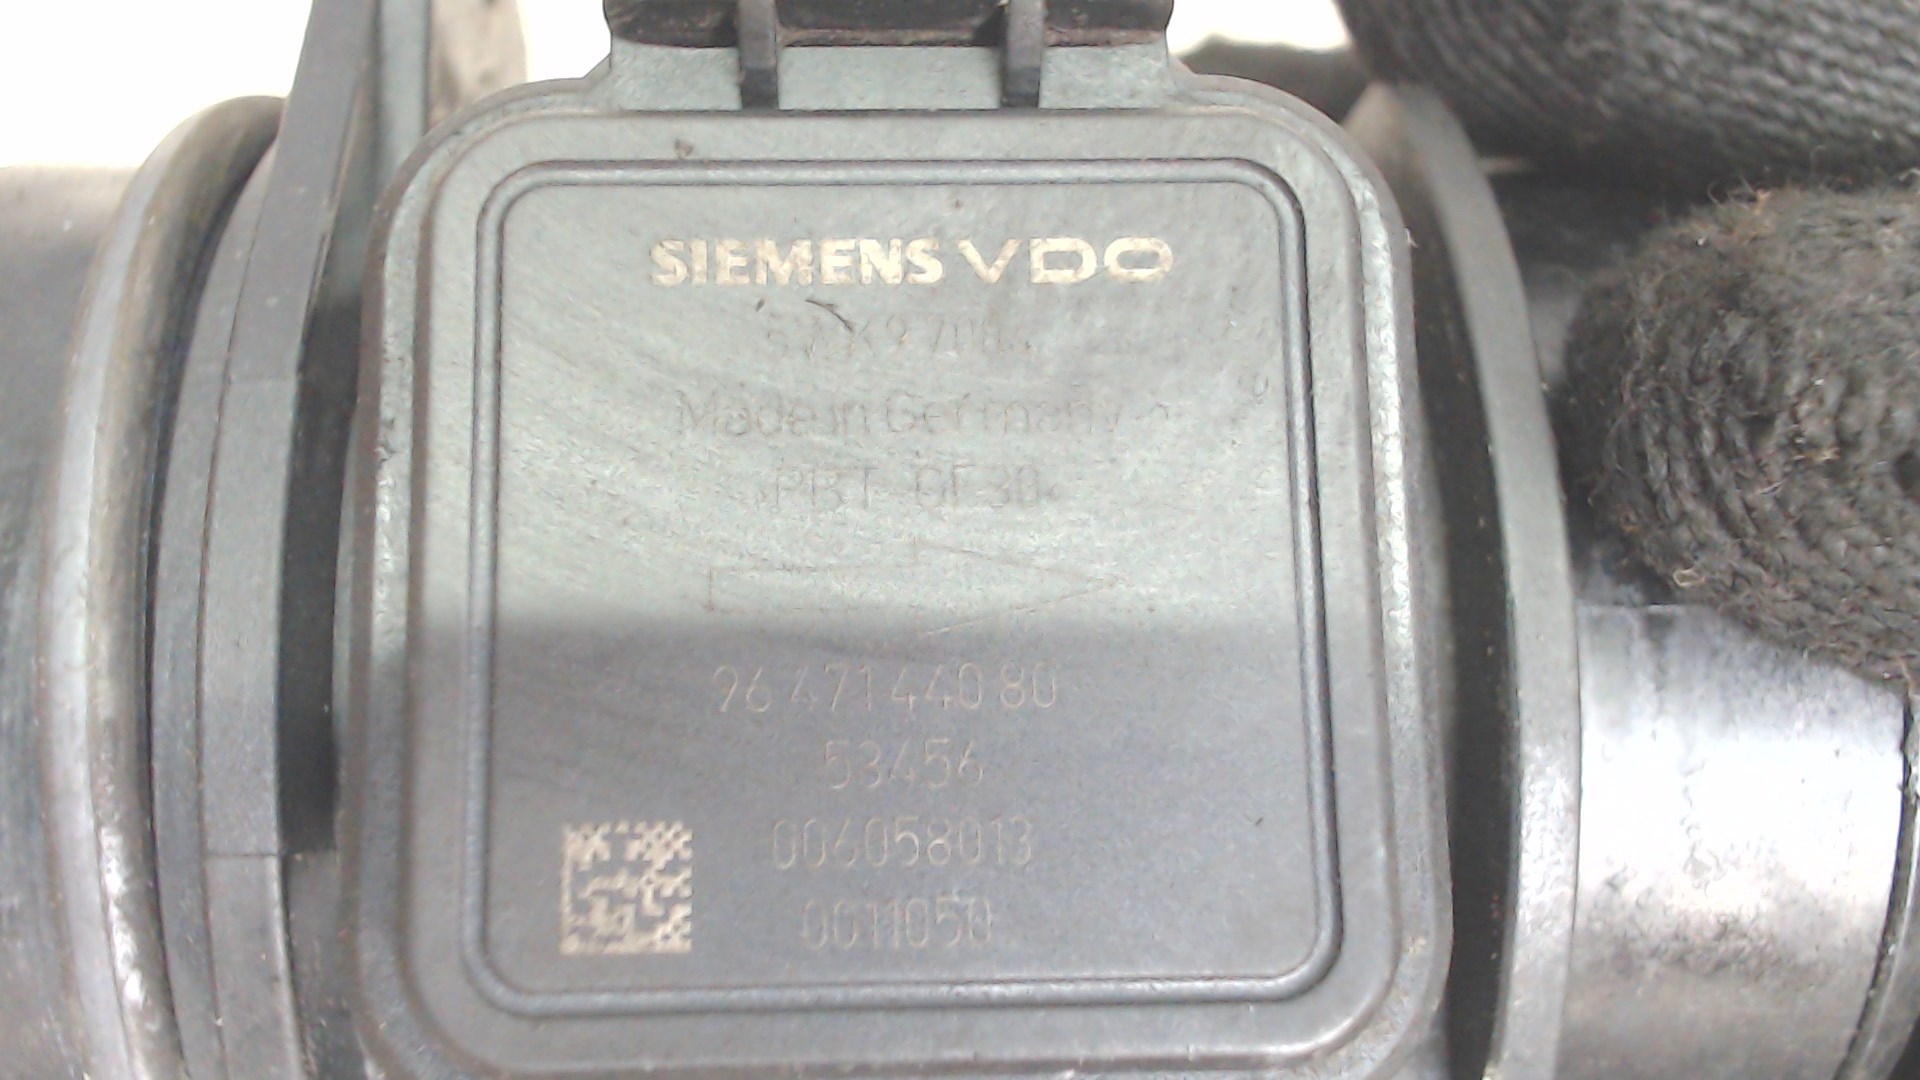 SIEMENS VDO
Made in Germany
PBT GF30
96 471 440 80
53456
006058013
0011050